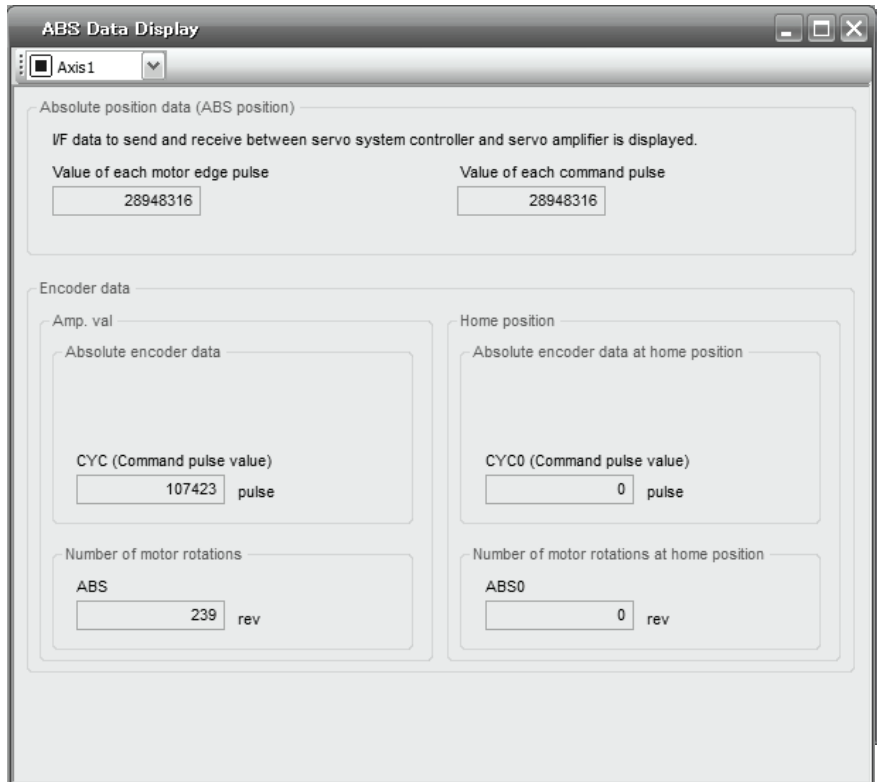 ABS Data Display
Axis1
Absolute position data (ABS position)
I/F data to send and receive between servo system controller and servo amplifier is displayed.
Value of each motor edge pulse Value of each command pulse
28948316 28948316
Encoder data
Amp. val Home position
Absolute encoder data Absolute encoder data at home position
CYC (Command pulse value) CYC0 (Command pulse value)
107423 pulse 0 pulse
Number of motor rotations Number of motor rotations at home position
ABS ABS0
239 rev 0 rev